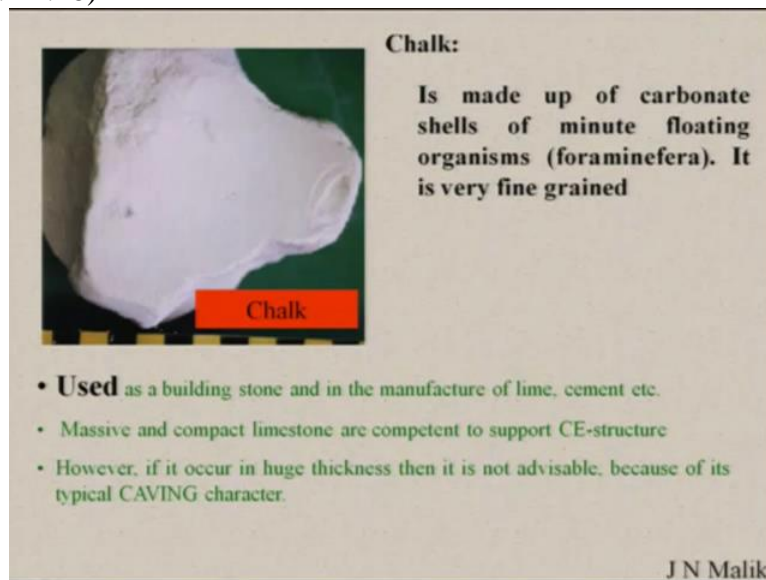 Chalk:
Is made up of carbonate
shells of minute floating
organisms (foraminefera). It
is very fine grained
Chalk
• Used as a building stone and in the manufacture of lime, cement etc.
• Massive and compact limestone are competent to support CE-structure
• However, if it occur in huge thickness then it is not advisable, because of its
typical CAVING character.
J N Malik